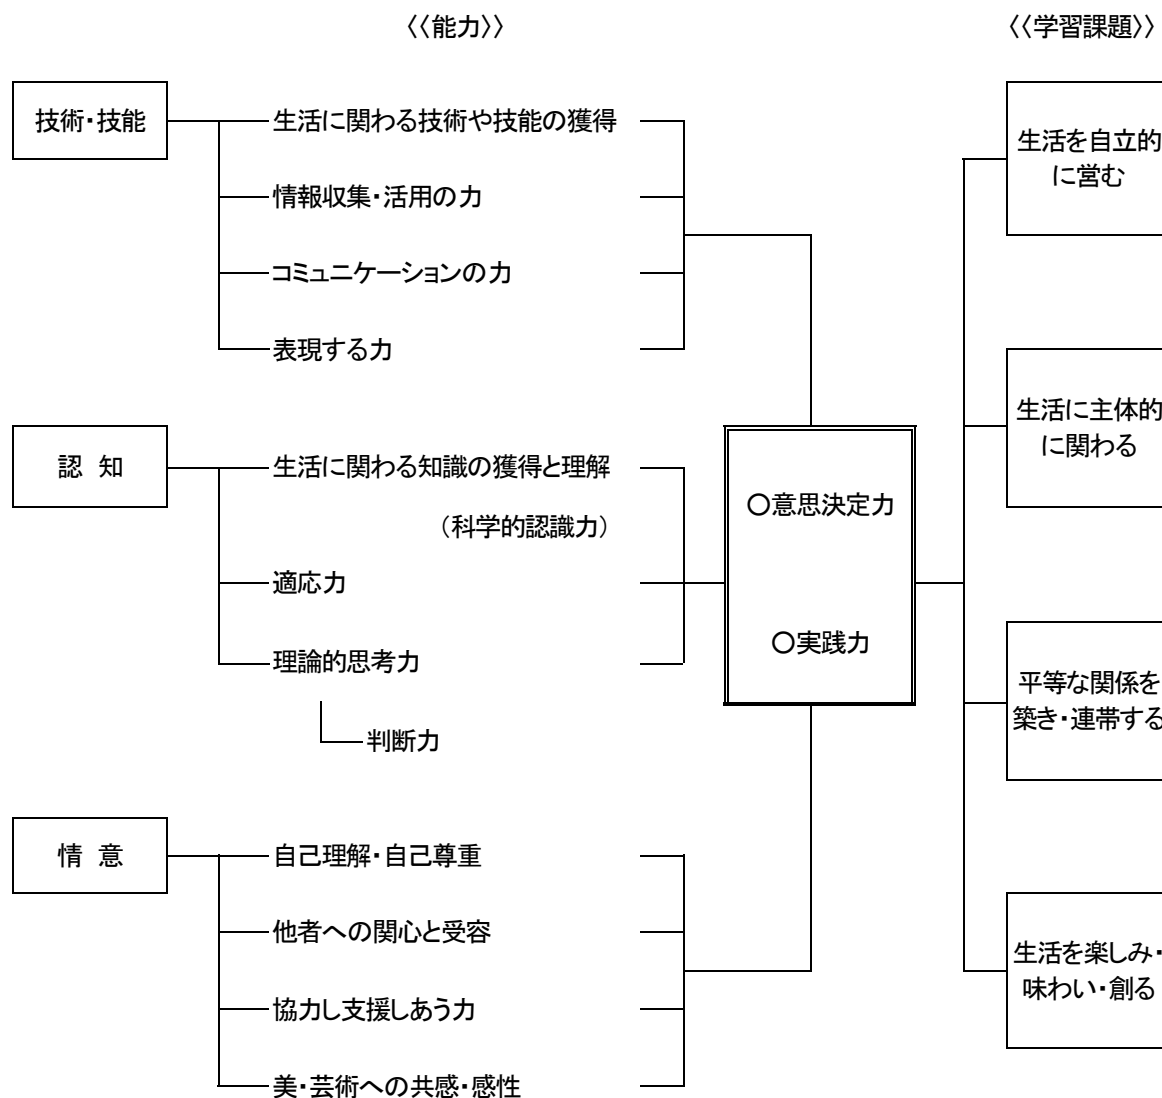 〈〈能力〉〉
〈〈学習課題〉〉
技術・技能
生活に関わる技術や技能の獲得
情報収集・活用の力
コミュニケーションの力
表現する力
認 知
生活に関わる知識の獲得と理解
（科学的認識力）
適応力
理論的思考力
判断力
情 意
自己理解・自己尊重
他者への関心と受容
協力し支援しあう力
美・芸術への共感・感性
○意思決定力
○実践力
生活を自立的
に営む
生活に主体的
に関わる
平等な関係を
築き・連帯する
生活を楽しみ・
味わい・創る